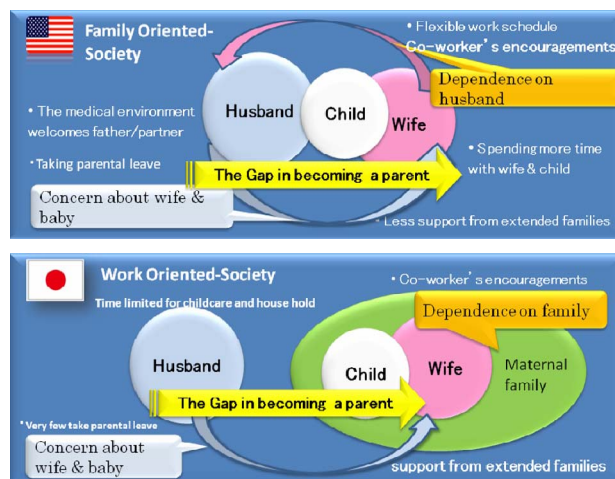 Family Oriented-
Society
• Flexible work schedule
Co-worker's encouragements
Dependence on
husband
Husband
Child
Wife
• The medical environment
welcomes father/partner
• Taking parental leave
• Spending more time
with wife & child
The Gap in becoming a parent
Concern about wife &
baby
• Less support from extended families
Work Oriented-Society
Time limited for childcare and house hold
• Co-worker's encouragements
Dependence on family
Husband
Child
Wife
Maternal
family
The Gap in becoming a parent
• Very few take parental leave
Concern about
wife & baby
support from extended families